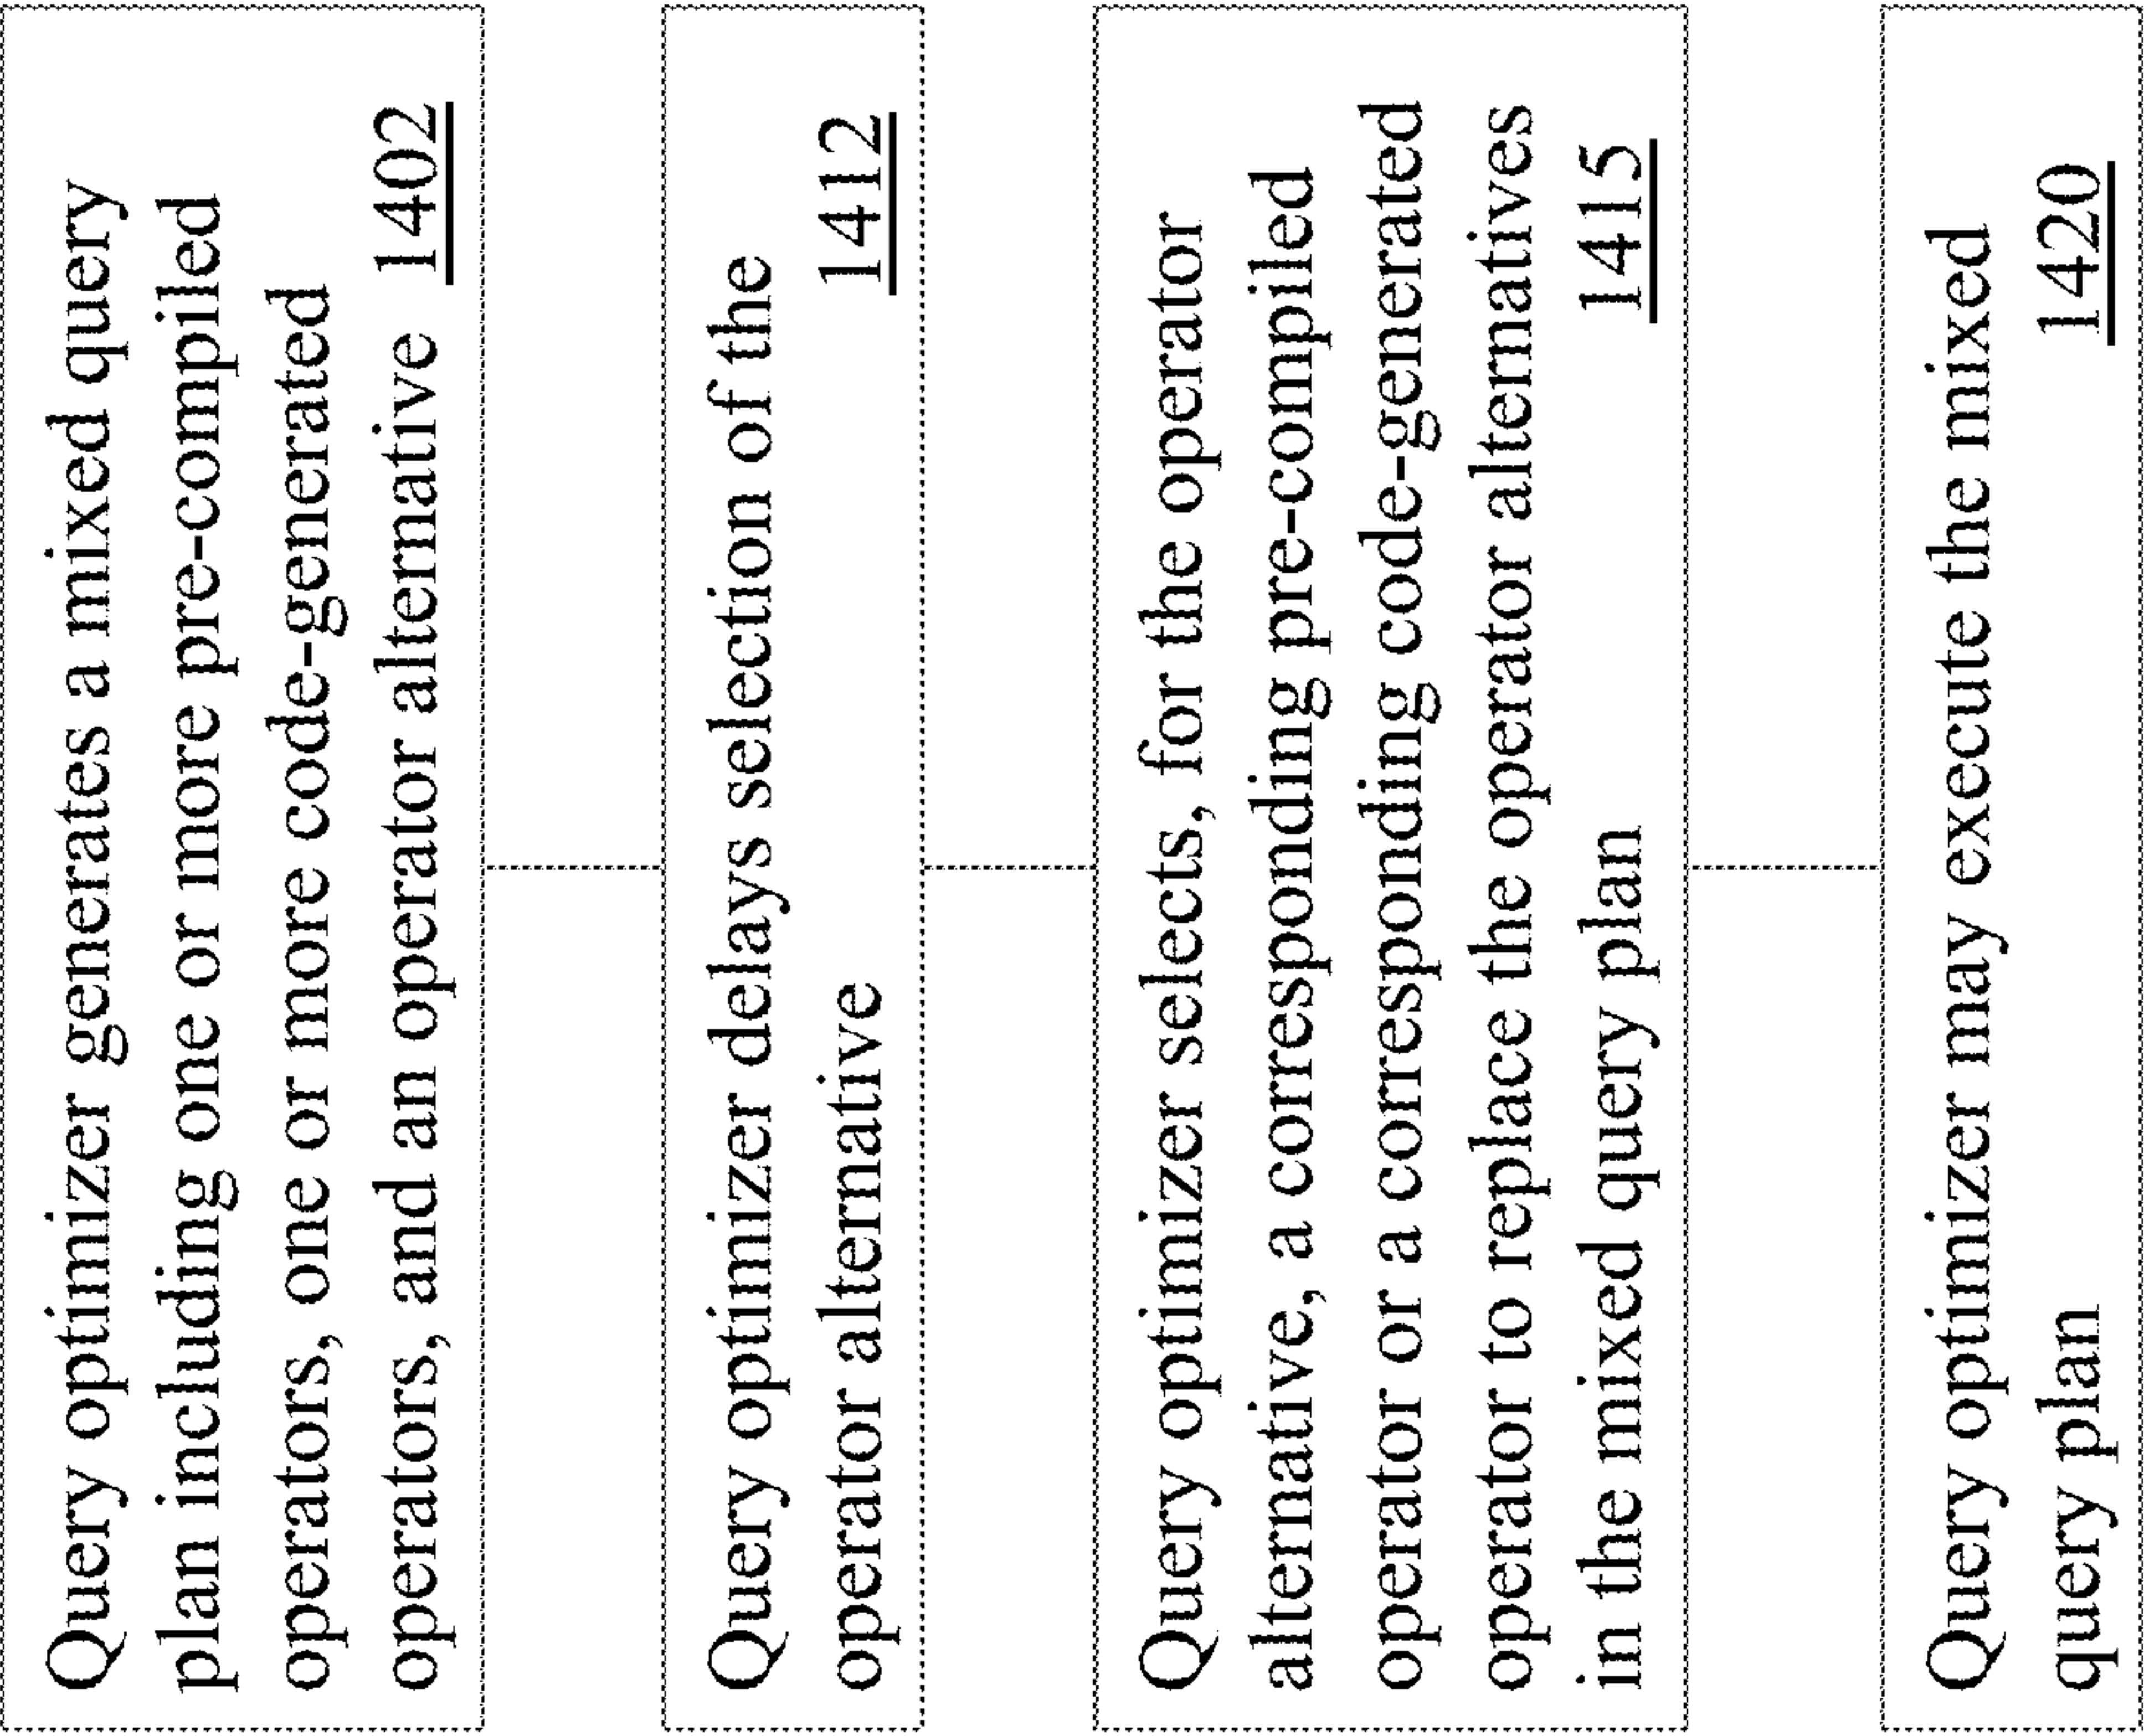 Query optimizer generates a mixed query
plan including one or more pre-compiled
operators, one or more code-generated
operators, and an operator alternative 1402
Query optimizer delays selection of the
operator alternative 1412
Query optimizer selects, for the operator
alternative, a corresponding pre-compiled
operator or a corresponding code-generated
operator to replace the operator alternatives
in the mixed query plan 1415
Query optimizer may execute the mixed
query plan 1420